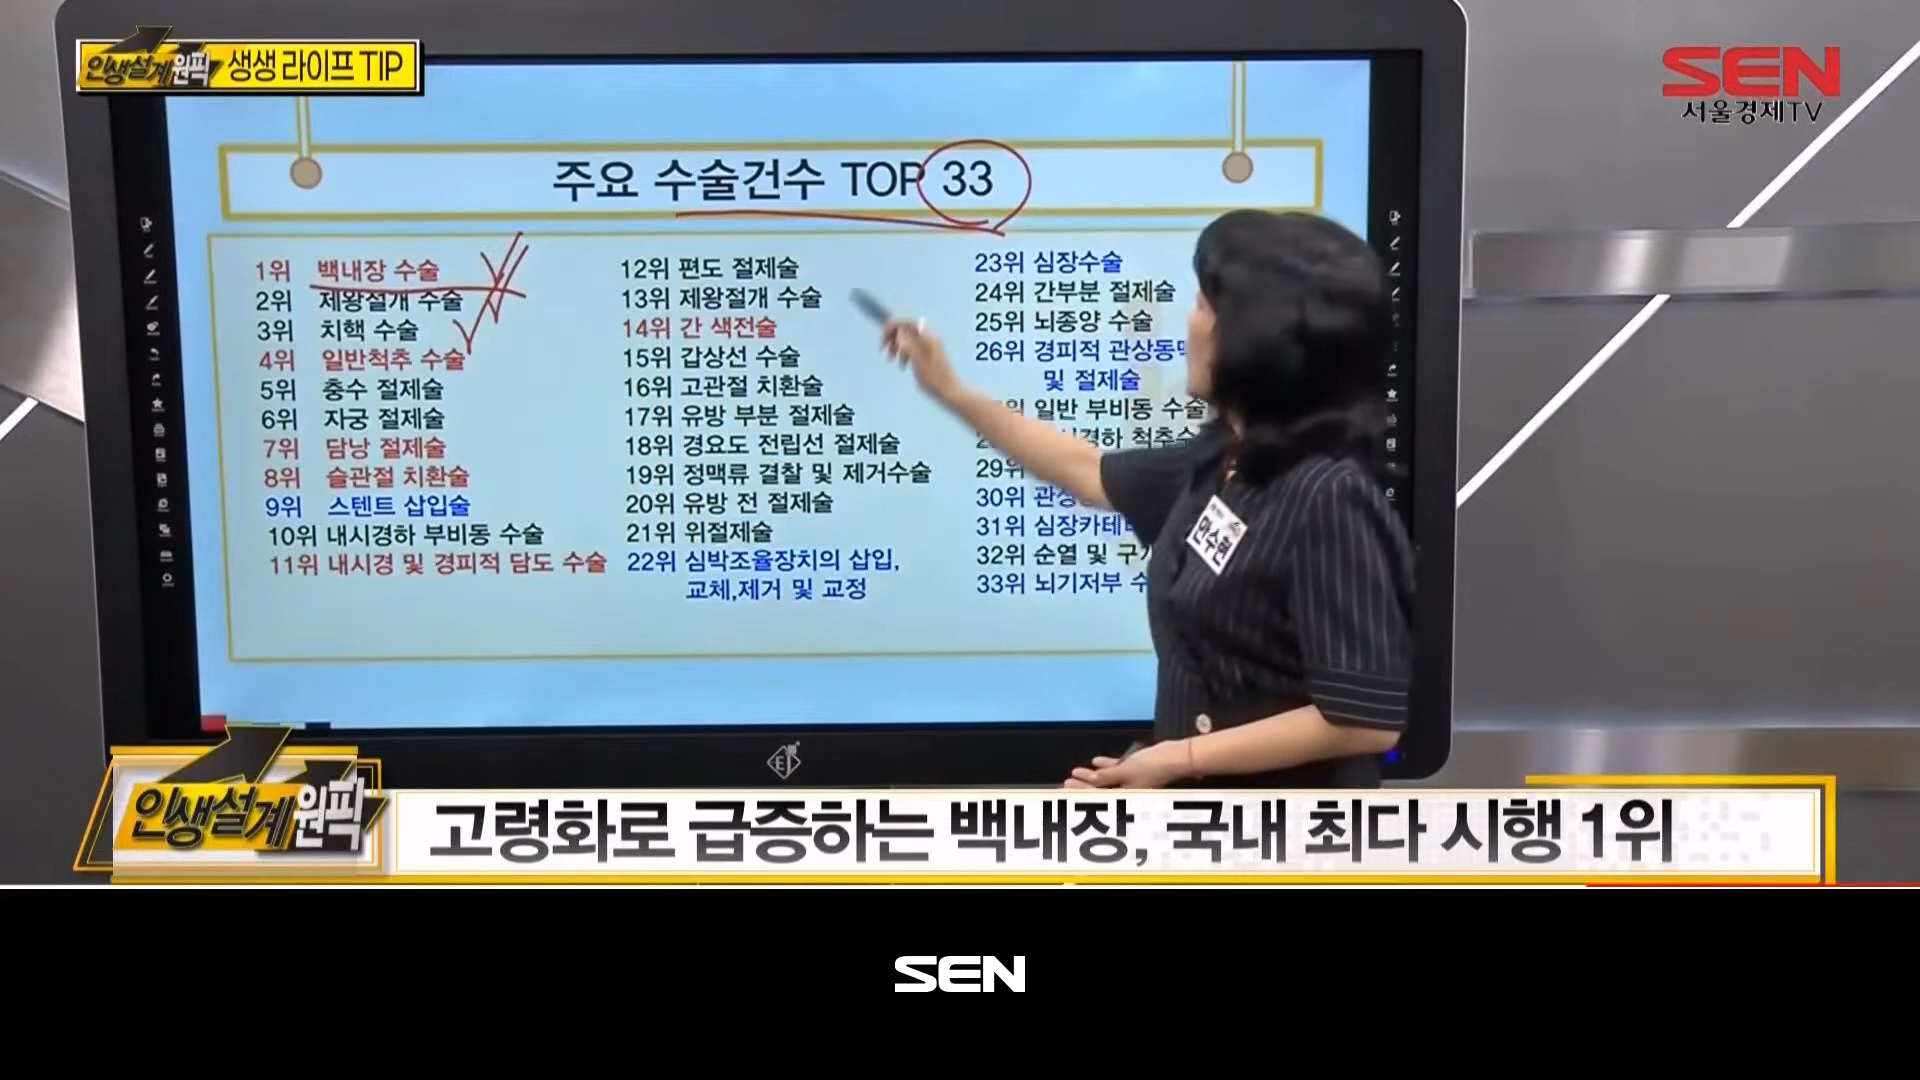 인생설계원픽 생생 라이프 TIP
SEN
서울경제TV
주요 수술건수 TOP 33
1위 백내장 수술
2위 제왕절개 수술
3위 치핵 수술
4위 일반척추 수술
5위 충수 절제술
6위 자궁 절제술
7위 담낭 절제술
8위 슬관절 치환술
9위 스텐트 삽입술
10위 내시경하 부비동 수술
11위 내시경 및 경피적 담도 수술
12위 편도 절제술
13위 제왕절개 수술
14위 간 색전술
15위 갑상선 수술
16위 고관절 치환술
17위 유방 부분 절제술
18위 경요도 전립선 절제술
19위 정맥류 결찰 및 제거수술
20위 유방 전 절제술
21위 위절제술
22위 심박조율장치의 삽입,
교체,제거 및 교정
23위 심장수술
24위 간부분 절제술
25위 뇌종양 수술
26위 경피적 관상동맥
및 절제술
일반 부비동 수술
척추수
29위
30위
31위 심장카테
32위 순열 및 구
33위 뇌기저부 수
민수현
인생설계원픽
고령화로 급증하는 백내장, 국내 최다 시행 1위
SEN